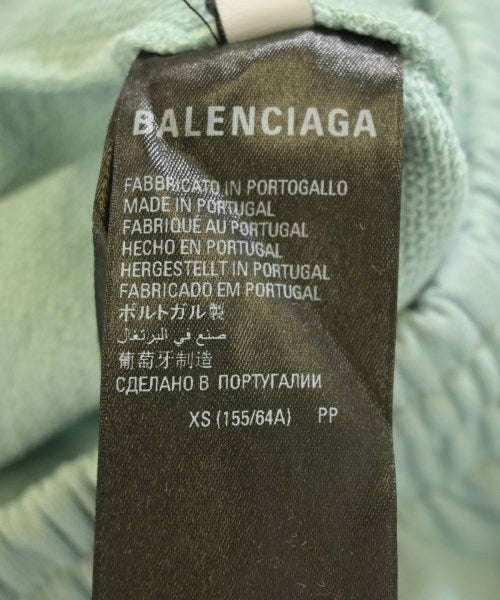 BALENCIAGA
FABBRICATO IN PORTOGALLO
MADE IN PORTUGAL
FABRIQUÉ AU PORTUGAL
HECHO EN PORTUGAL
HERGESTELLT IN PORTUGAL
FABRICADO EM PORTUGAL
ポルトガル製
صنع في البرتغال
葡萄牙制造
СДЕЛАНО В ПОРТУГАЛИИ
XS (155/64A) PP